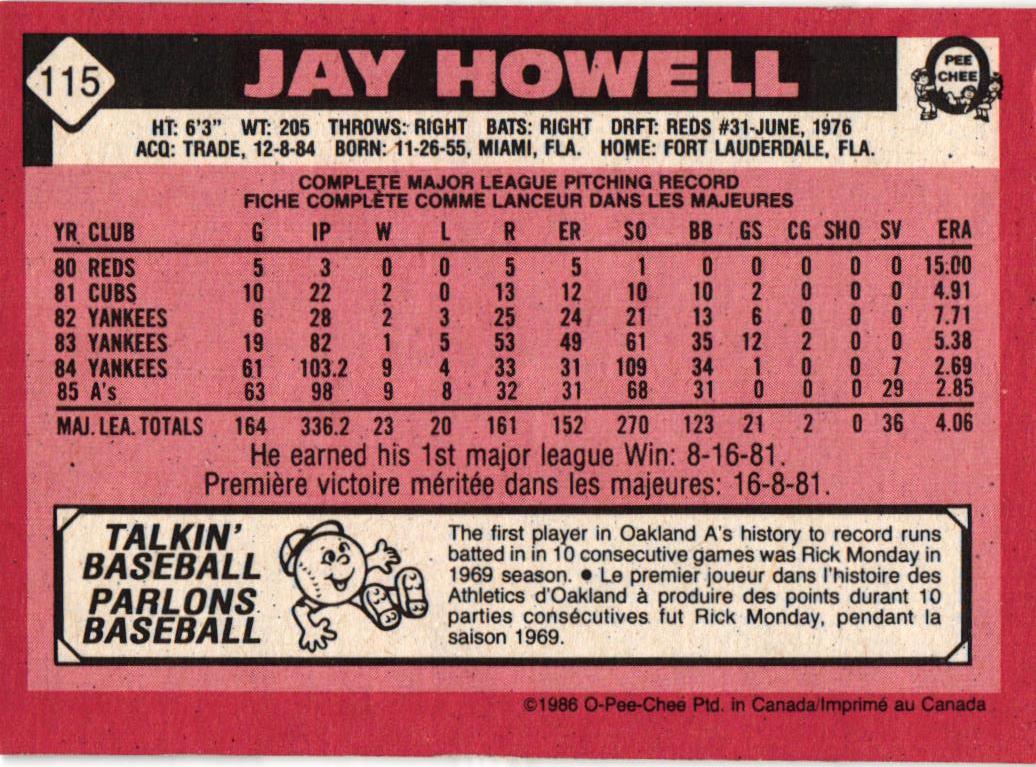 115
JAY HOWELL
PEE
CHEE
HT: 6'3" WT: 205 THROWS: RIGHT BATS: RIGHT DRFT: REDS #31-JUNE, 1976
ACQ: TRADE, 12-8-84 BORN: 11-26-55, MIAMI, FLA. HOME: FORT LAUDERDALE, FLA.
COMPLETE MAJOR LEAGUE PITCHING RECORD
FICHE COMPLÈTE COMME LANCEUR DANS LES MAJEURES
YR CLUB G IP W L R ER SO BB GS CG SHO SV ERA
80 REDS 5 3 0 0 5 5 1 0 0 0 0 0 15.00
81 CUBS 10 22 2 0 13 12 10 10 2 0 0 0 4.91
82 YANKEES 6 28 2 3 25 24 21 13 6 0 0 0 7.71
83 YANKEES 19 82 1 5 53 49 61 35 12 2 0 0 5.38
84 YANKEES 61 103.2 9 4 33 31 109 34 1 0 0 7 2.69
85 A's 63 98 9 8 32 31 68 31 0 0 0 29 2.85
MAJ. LEA. TOTALS 164 336.2 23 20 161 152 270 123 21 2 0 36 4.06
He earned his 1st major league Win: 8-16-81.
Première victoire méritée dans les majeures: 16-8-81.
TALKIN'
BASEBALL
PARLONS
BASEBALL
The first player in Oakland A's history to record runs
batted in in 10 consecutive games was Rick Monday in
1969 season. ● Le premier joueur dans l'histoire des
Athletics d'Oakland à produire des points durant 10
parties consécutives fut Rick Monday, pendant la
saison 1969.
©1986 O-Pee-Chee Ptd. in Canada/Imprimé au Canada